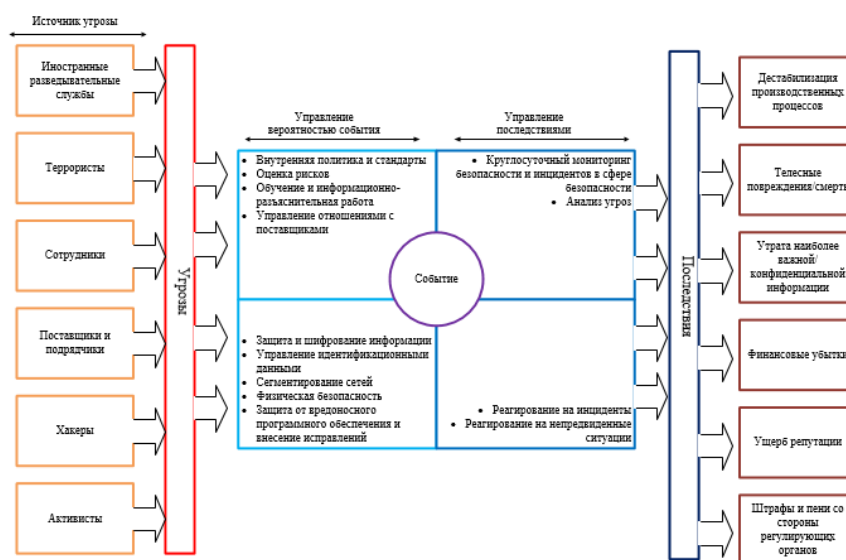 Источник угрозы
Иностранные
разведывательные
службы
Террористы
Сотрудники
Поставщики и
подрядчики
Хакеры
Активисты
Угрозы
Управление
вероятностью события
• Внутренняя политика и стандарты
• Оценка рисков
• Обучение и информационно-
разъяснительная работа
• Управление отношениями с
поставщиками
• Защита и шифрование информации
• Управление идентификационными
данными
• Сегментирование сетей
• Физическая безопасность
• Защита от вредоносного
программного обеспечения и
внесение исправлений
Событие
Управление
последствиями
• Круглосуточный мониторинг
безопасности и инцидентов в сфере
безопасности
• Анализ угроз
• Реагирование на инциденты
• Реагирование на непредвиденные
ситуации
Последствия
Дестабилизация
производственных
процессов
Телесные
повреждения/смерть
Утрата наиболее
важной/
конфиденциальной
информации
Финансовые убытки
Ущерб репутации
Штрафы и пени со
стороны
регулирующих
органов